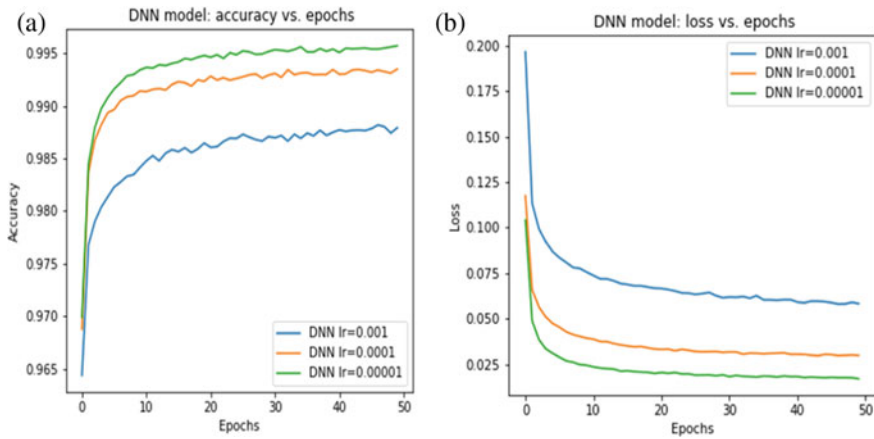 (a)
DNN model: accuracy vs. epochs
0.995
0.990
0.985
0.980
0.975
0.970
0.965
Accuracy
DNN lr=0.001
DNN lr=0.0001
DNN lr=0.00001
0 10 20 30 40 50
Epochs
(b)
DNN model: loss vs. epochs
0.200
0.175
0.150
0.125
0.100
0.075
0.050
0.025
Loss
DNN lr=0.001
DNN lr=0.0001
DNN lr=0.00001
0 10 20 30 40 50
Epochs